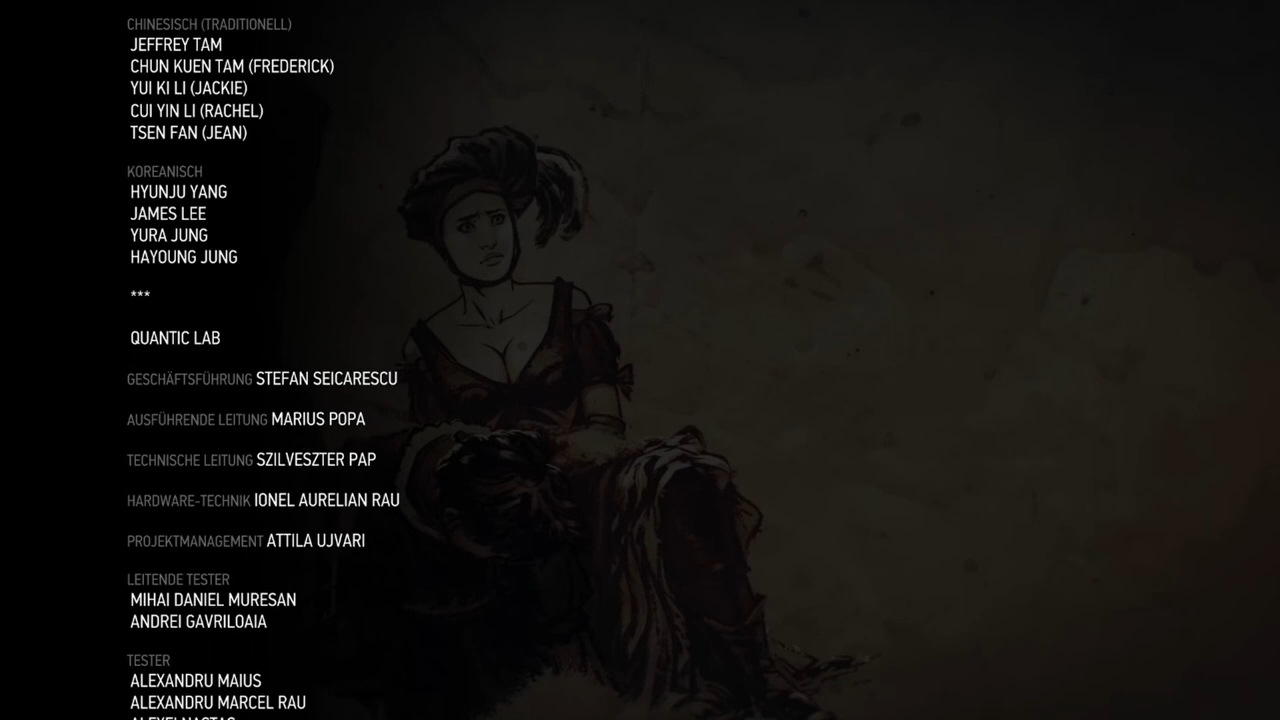 CHINESISCH (TRADITIONELL)
JEFFREY TAM
CHUN KUEN TAM (FREDERICK)
YUI KI LI (JACKIE)
CUI YIN LI (RACHEL)
TSEN FAN (JEAN)
KOREANISCH
HYUNJU YANG
JAMES LEE
YURA JUNG
HAYOUNG JUNG
***
QUANTIC LAB
GESCHÄFTSFÜHRUNG STEFAN SEICARESCU
AUSFÜHRENDE LEITUNG MARIUS POPA
TECHNISCHE LEITUNG SZILVESZTER PAP
HARDWARE-TECHNIK IONEL AURELIAN RAU
PROJEKTMANAGEMENT ATTILA UJVARI
LEITENDE TESTER
MIHAI DANIEL MURESAN
ANDREI GAVRILOAIA
TESTER
ALEXANDRU MAIUS
ALEXANDRU MARCEL RAU